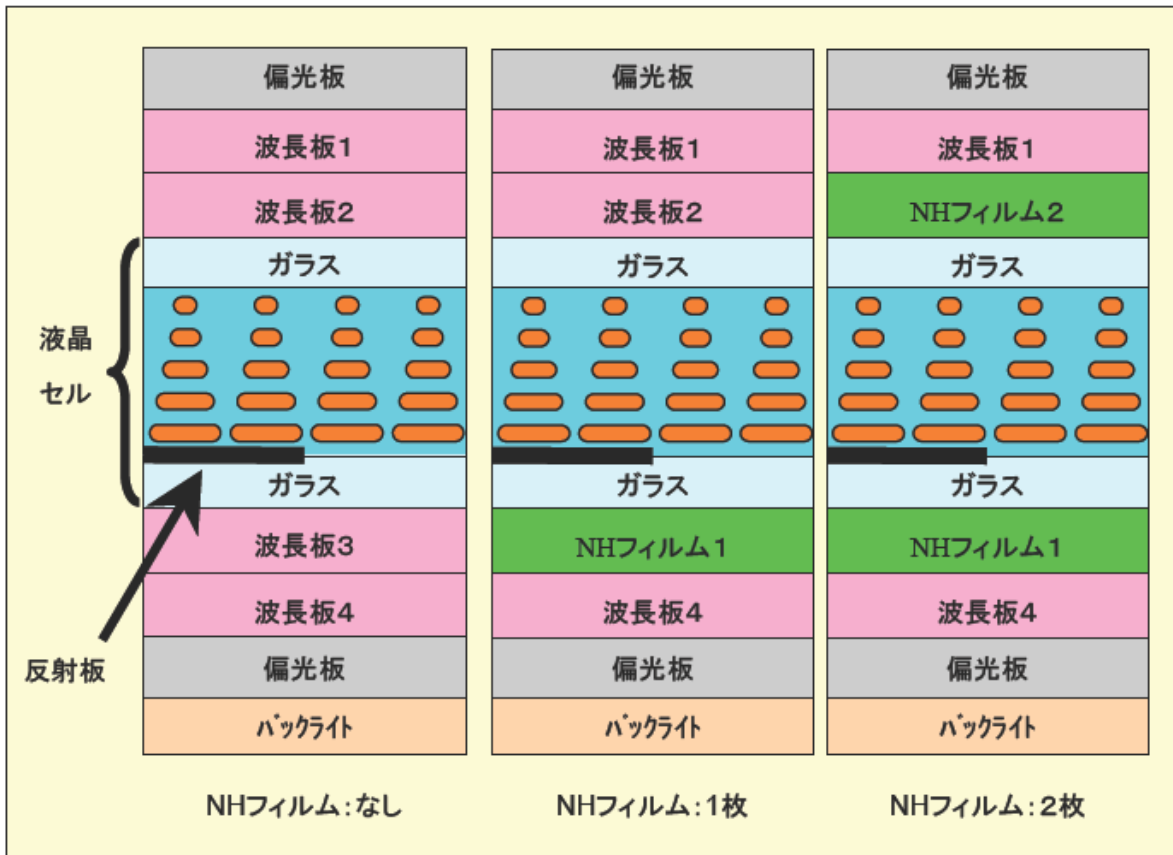 偏光板
波長板1
波長板2
ガラス
ガラス
波長板3
波長板4
偏光板
バックライト
NHフィルム:なし
液晶
セル
反射板
偏光板
波長板1
波長板2
ガラス
ガラス
NHフィルム1
波長板4
偏光板
バックライト
NHフィルム:1枚
偏光板
波長板1
NHフィルム2
ガラス
ガラス
NHフィルム1
波長板4
偏光板
バックライト
NHフィルム:2枚